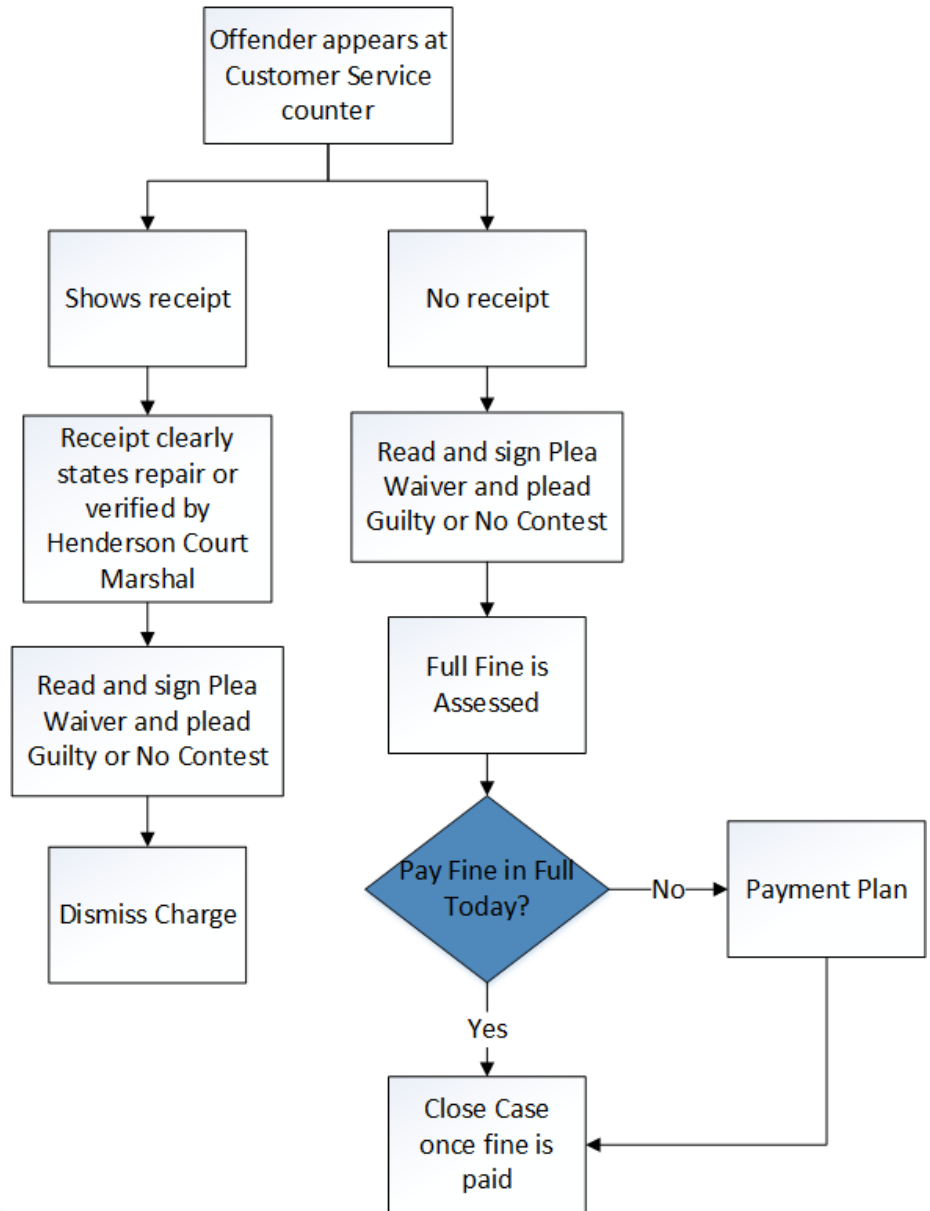 Offender appears at
Customer Service
counter
Shows receipt
No receipt
Receipt clearly
states repair or
verified by
Henderson Court
Marshal
Read and sign Plea
Waiver and plead
Guilty or No Contest
Read and sign Plea
Waiver and plead
Guilty or No Contest
Full Fine is
Assessed
Dismiss Charge
Pay Fine in Full
Today?
No
Payment Plan
Yes
Close Case
once fine is
paid